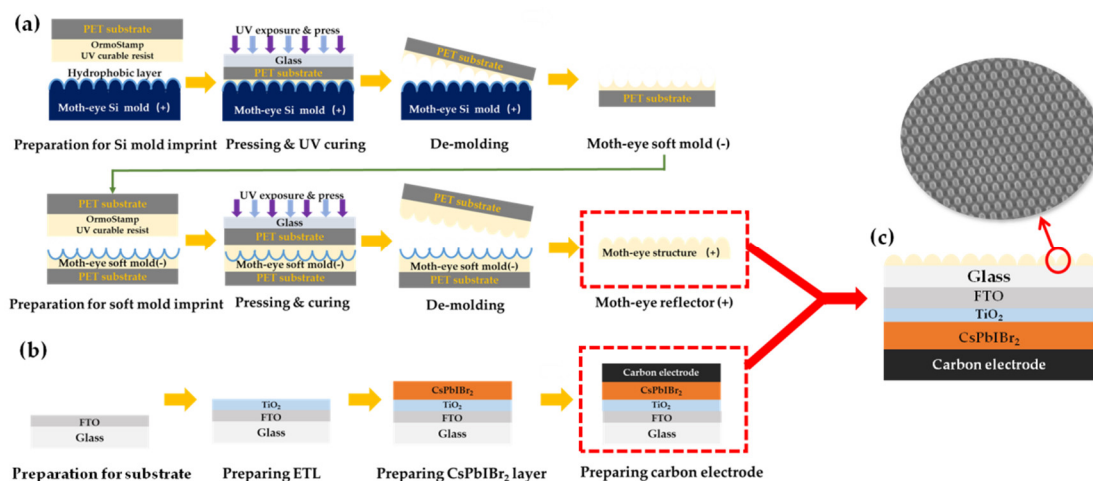 (a)
PET substrate
OrmoStamp
UV curable resist
Hydrophobic layer
Moth-eye Si mold (+)
Preparation for Si mold imprint
UV exposure & press
Glass
PET substrate
Moth-eye Si mold (+)
Pressing & UV curing
PET substrate
Moth-eye Si mold (+)
De-molding
PET substrate
Moth-eye soft mold (-)
PET substrate
OrmoStamp
UV curable resist
Moth-eye soft mold(-)
PET substrate
Preparation for soft mold imprint
UV exposure & press
Glass
PET substrate
Moth-eye soft mold(-)
PET substrate
Pressing & curing
PET substrate
Moth-eye soft mold(-)
PET substrate
De-molding
Moth-eye structure (+)
Moth-eye reflector (+)
(b)
FTO
Glass
Preparation for substrate
TiO₂
FTO
Glass
Preparing ETL
CsPbIBr₂
TiO₂
FTO
Glass
Preparing CsPbIBr₂ layer
Carbon electrode
CsPbIBr₂
TiO₂
FTO
Glass
Preparing carbon electrode
(c)
Glass
FTO
TiO₂
CsPbIBr₂
Carbon electrode